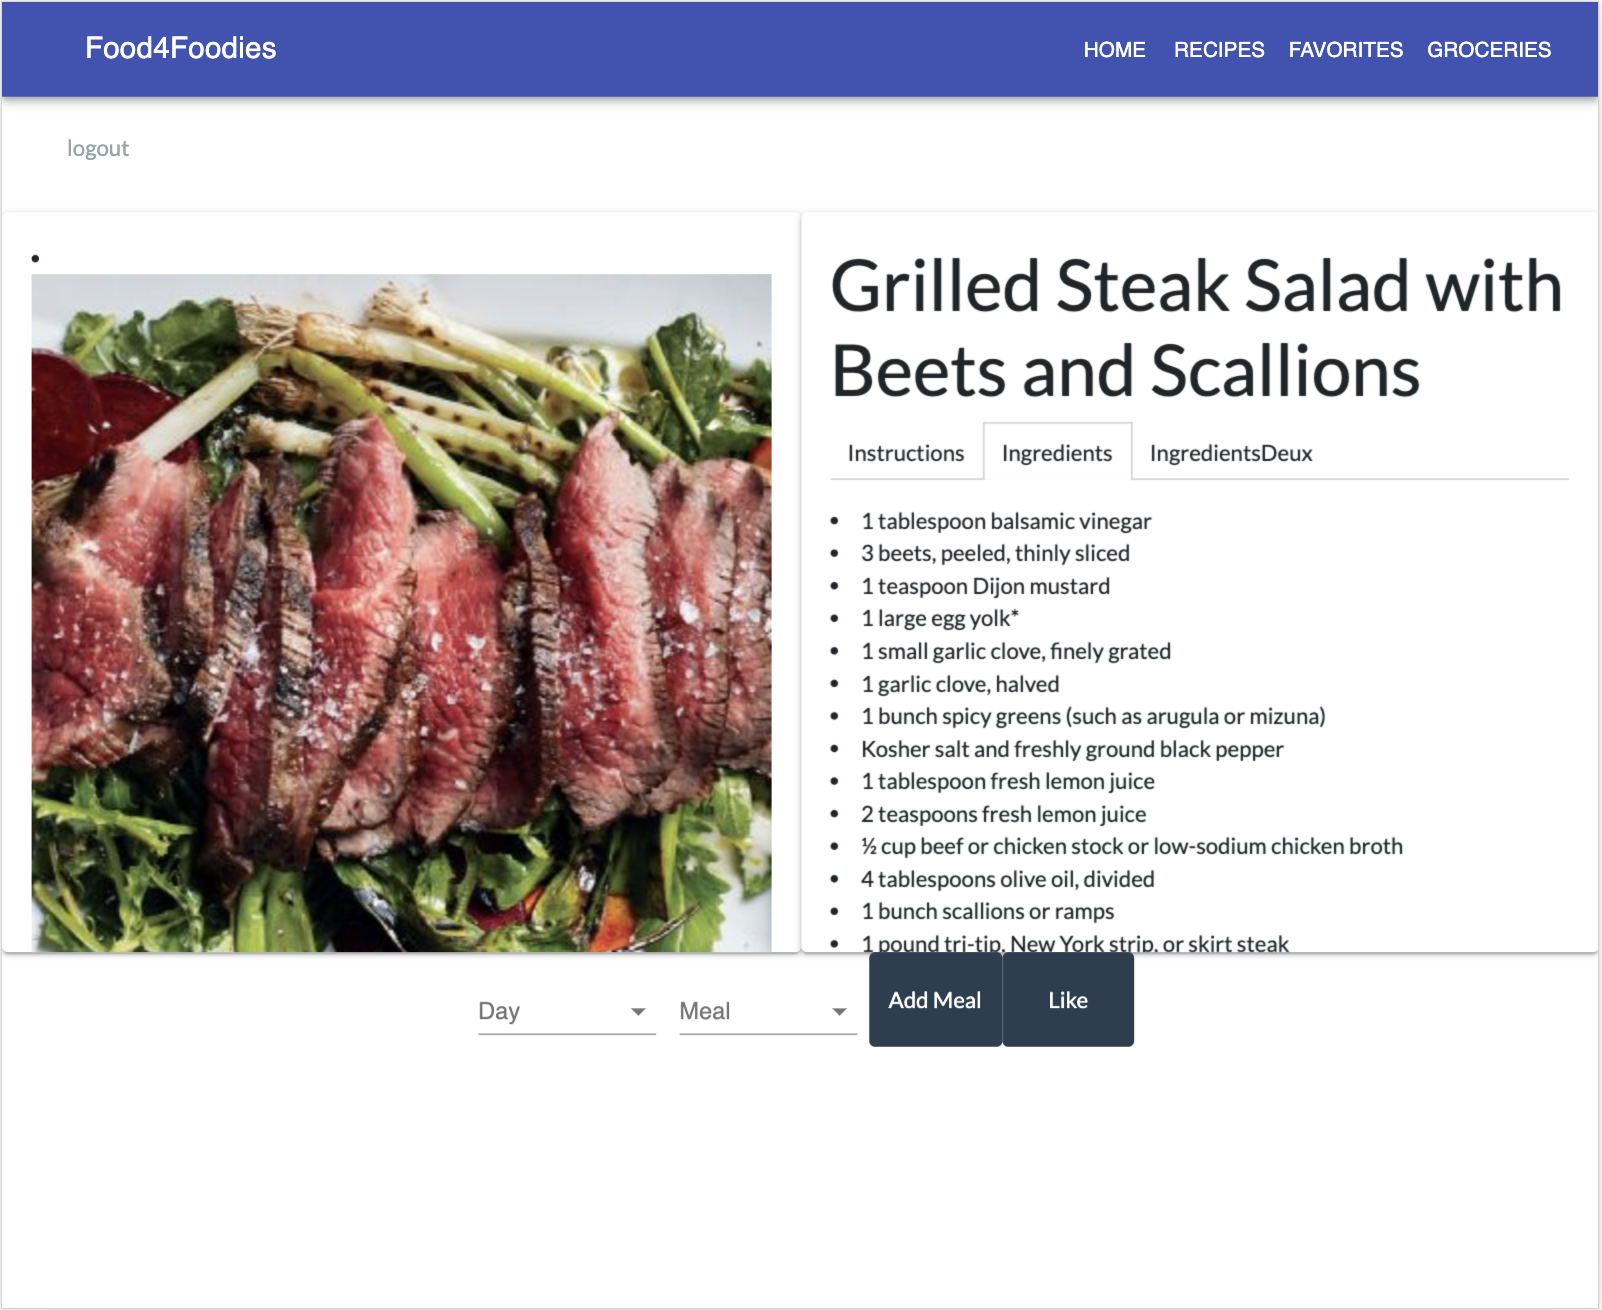 Food4Foodies
HOME RECIPES FAVORITES GROCERIES
logout
Grilled Steak Salad with
Beets and Scallions
Instructions Ingredients IngredientsDeux
• 1 tablespoon balsamic vinegar
• 3 beets, peeled, thinly sliced
• 1 teaspoon Dijon mustard
• 1 large egg yolk*
• 1 small garlic clove, finely grated
• 1 garlic clove, halved
• 1 bunch spicy greens (such as arugula or mizuna)
• Kosher salt and freshly ground black pepper
• 1 tablespoon fresh lemon juice
• 2 teaspoons fresh lemon juice
• ½ cup beef or chicken stock or low-sodium chicken broth
• 4 tablespoons olive oil, divided
• 1 bunch scallions or ramps
• 1 pound tri-tip, New York strip, or skirt steak
Day Meal Add Meal Like